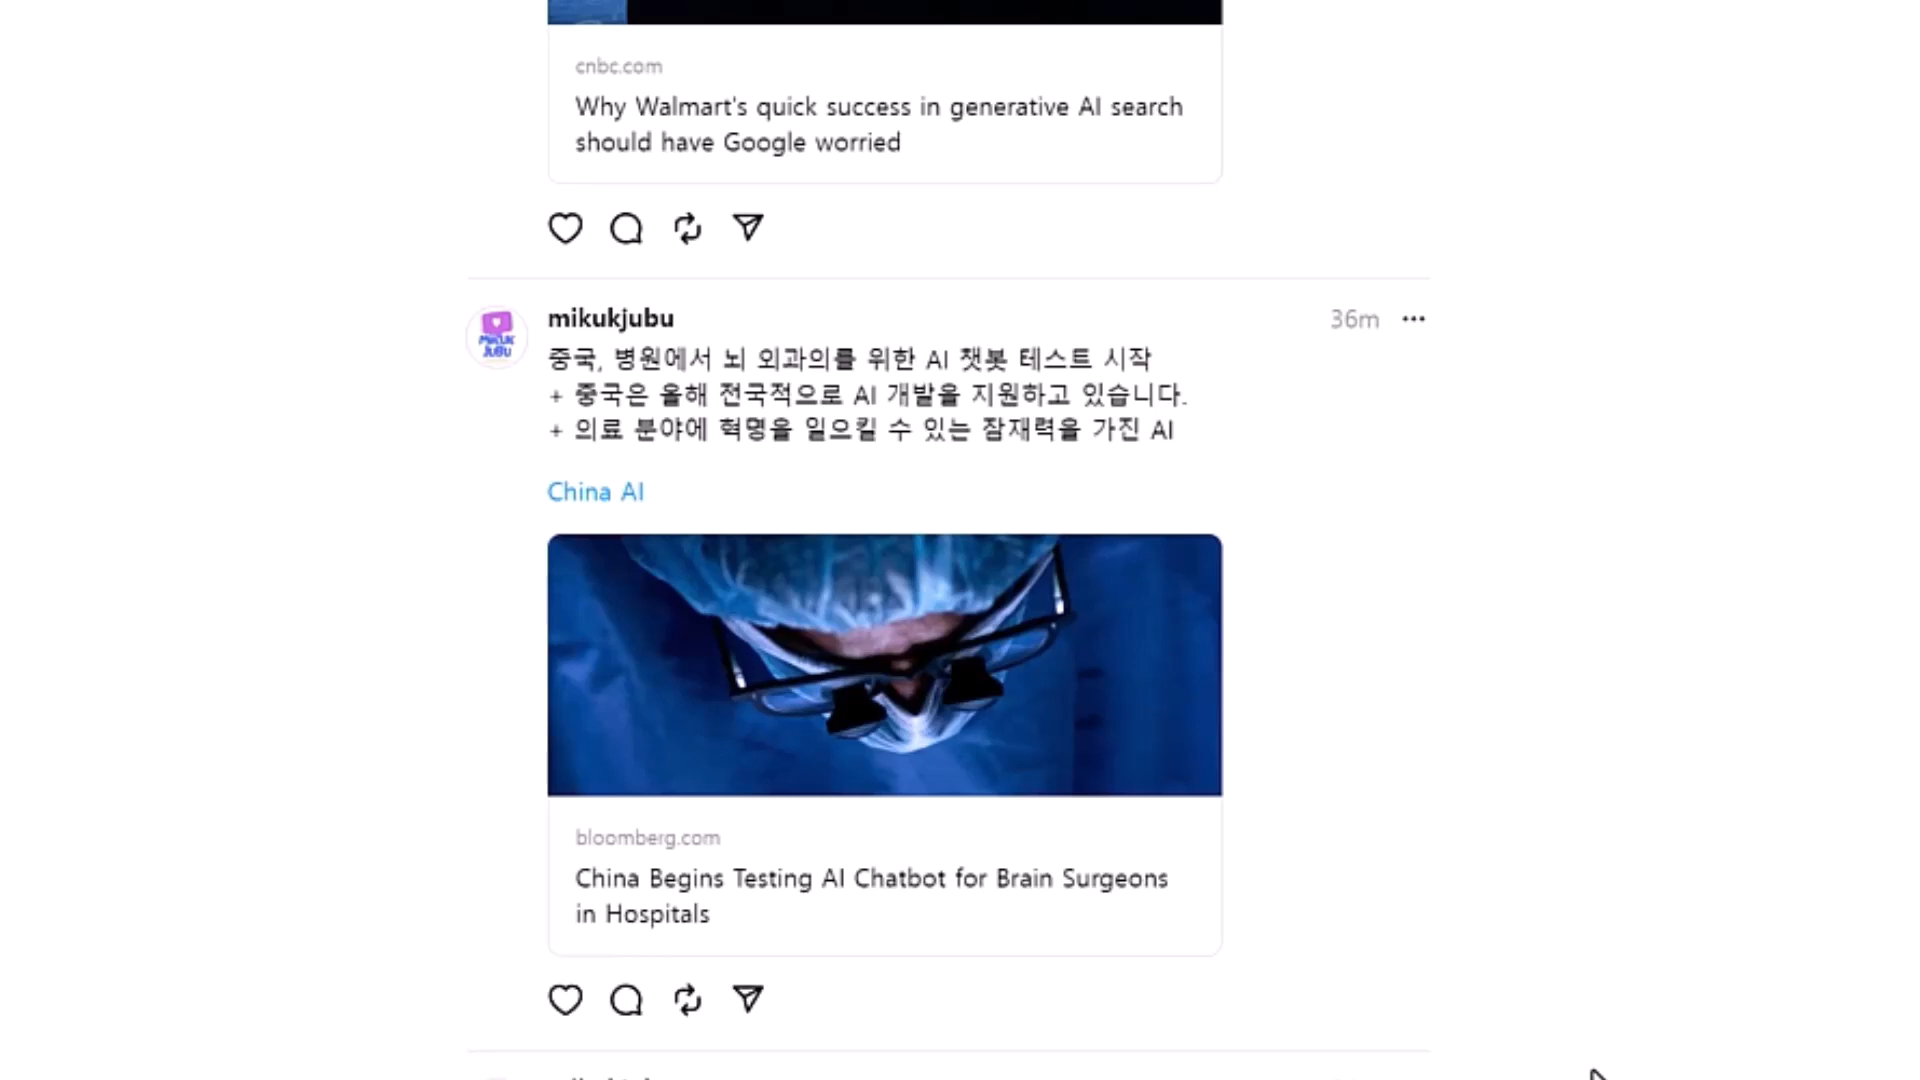 cnbc.com
Why Walmart's quick success in generative AI search
should have Google worried
mikukjubu
36m
MiKUK
JUBU
중국, 병원에서 뇌 외과의를 위한 AI 챗봇 테스트 시작
+ 중국은 올해 전국적으로 AI 개발을 지원하고 있습니다.
+ 의료 분야에 혁명을 일으킬 수 있는 잠재력을 가진 AI
China AI
bloomberg.com
China Begins Testing AI Chatbot for Brain Surgeons
in Hospitals